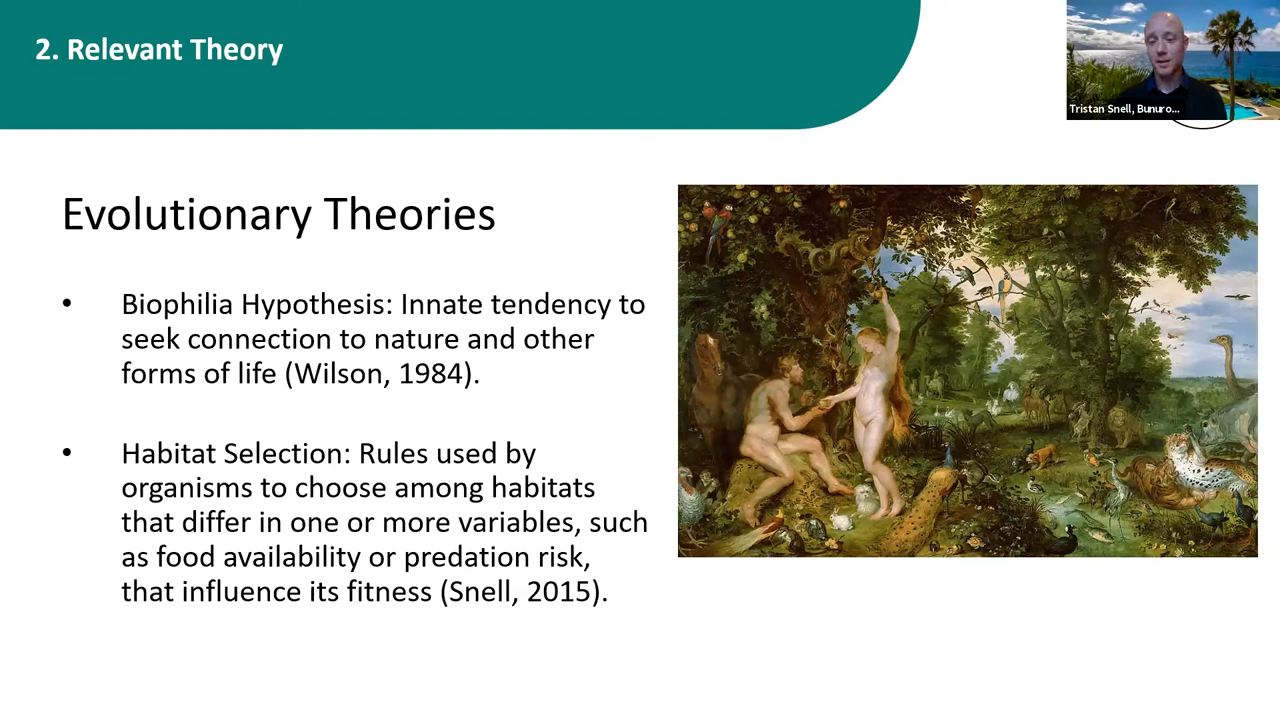 2. Relevant Theory
Tristan Snell, Bunuro...
Evolutionary Theories
• Biophilia Hypothesis: Innate tendency to
seek connection to nature and other
forms of life (Wilson, 1984).
• Habitat Selection: Rules used by
organisms to choose among habitats
that differ in one or more variables, such
as food availability or predation risk,
that influence its fitness (Snell, 2015).